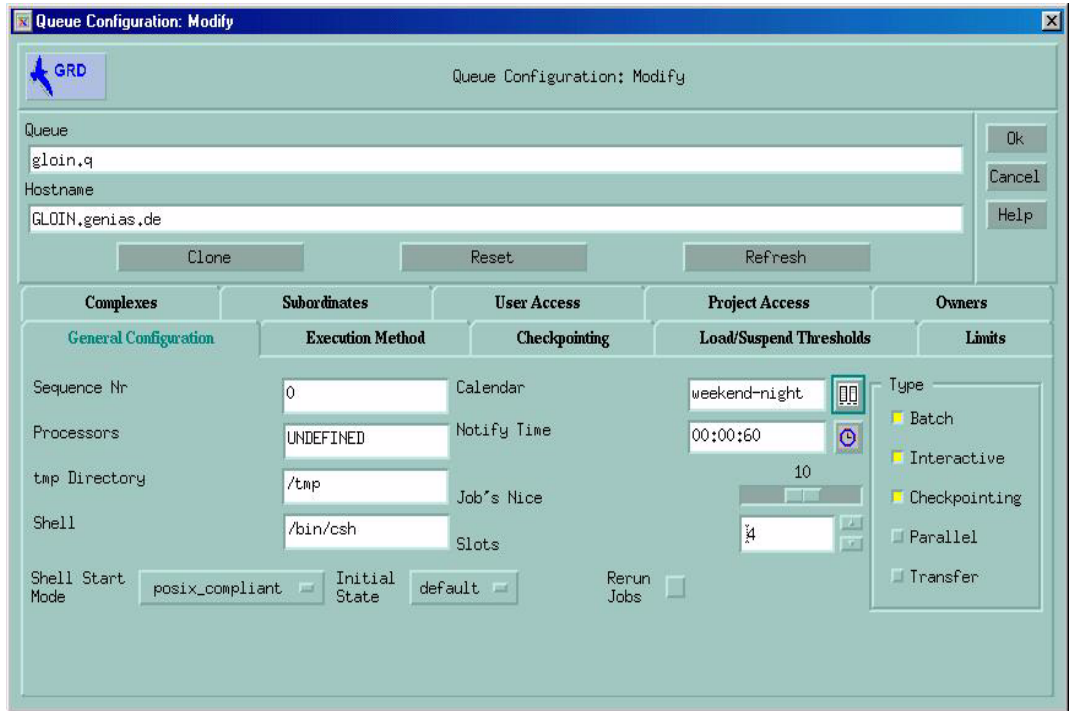 Queue Configuration: Modify
GRD
Queue Configuration: Modify
Queue
gloin.q
Hostname
GLOIN.genias.de
Ok
Cancel
Help
Clone
Reset
Refresh
Complexes
Subordinates
User Access
Project Access
Owners
General Configuration
Execution Method
Checkpointing
Load/Suspend Thresholds
Limits
Sequence Nr
0
Processors
UNDEFINED
tmp Directory
/tmp
Shell
/bin/csh
Calendar
weekend-night
Notify Time
00:00:60
Job's Nice
10
Slots
4
Type
Batch
Interactive
Checkpointing
Parallel
Transfer
Shell Start
Mode
posix_compliant
Initial
State
default
Rerun
Jobs